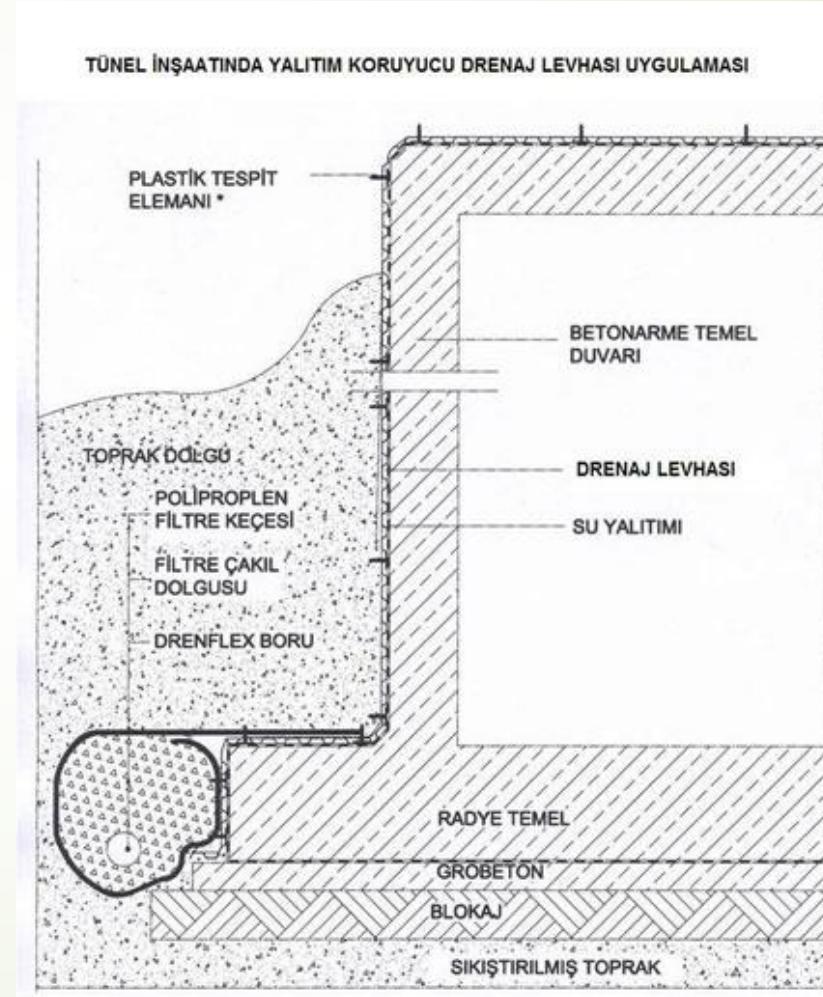 TÜNEL İNŞAATINDA YALITIM KORUYUCU DRENAJ LEVHASI UYGULAMASI
PLASTİK TESPİT
ELEMANI *
BETONARME TEMEL
DUVARI
TOPRAK DOLGU
DRENAJ LEVHASI
POLİPROPLEN
FİLTRE KEÇESİ
SU YALITIMI
FİLTRE ÇAKIL
DOLGUSU
DRENFLEX BORU
RADYE TEMEL
GROBETON
BLOKAJ
SIKIŞTIRILMIŞ TOPRAK